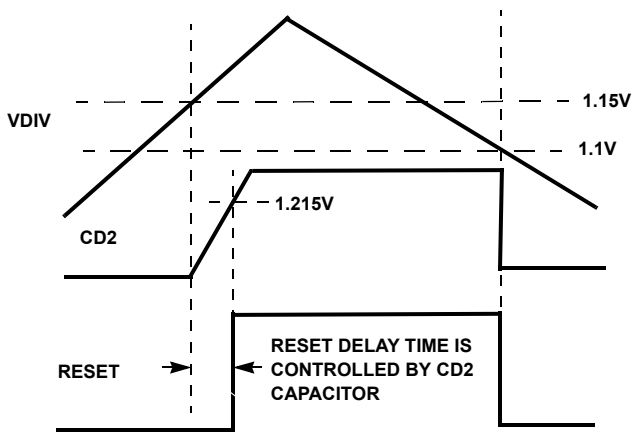 1.15V
VDIV
1.1V
1.215V
CD2
RESET DELAY TIME IS
CONTROLLED BY CD2
CAPACITOR
RESET